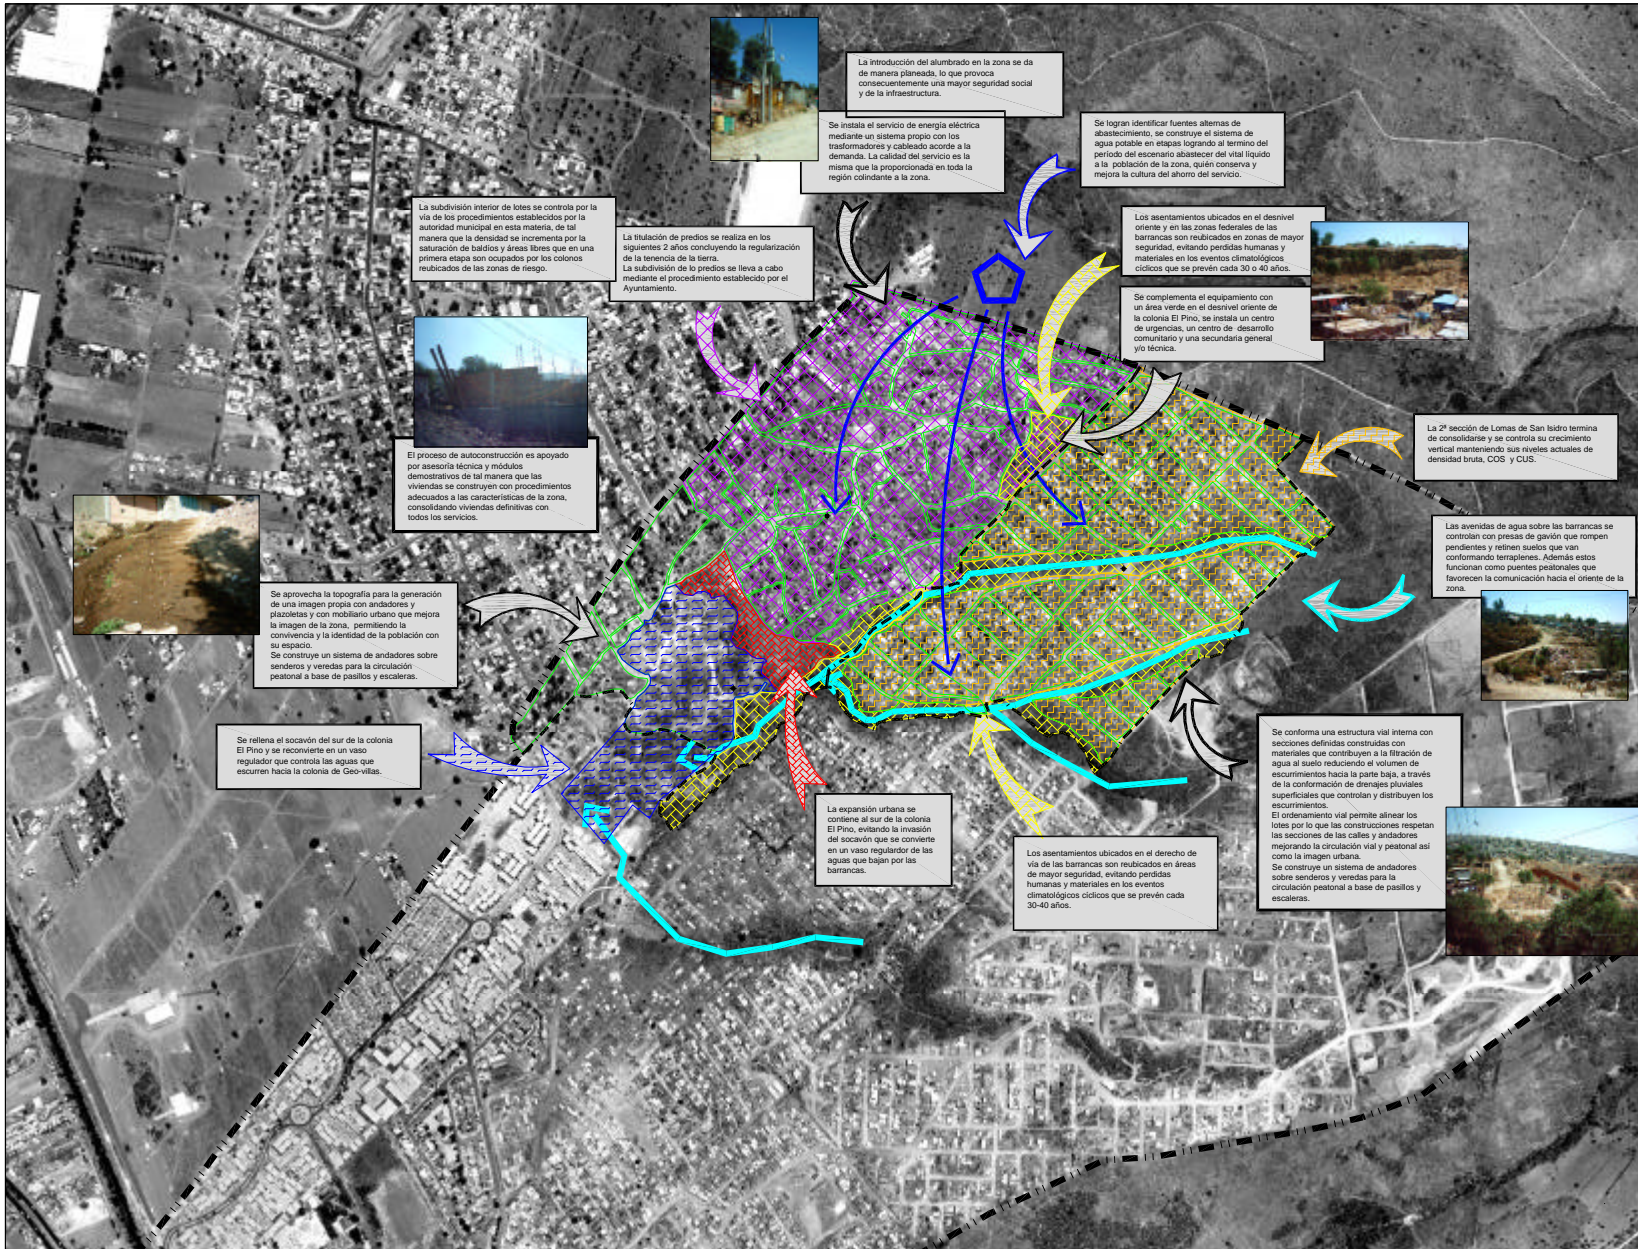 La introducción del alumbrado en la zona se da
de manera planeada, lo que provoca
consecuentemente una mayor seguridad social
y de la infraestructura.
Se instala el servicio de energía eléctrica
mediante un sistema propio con los
trasformadores y cableado acorde a la
demanda. La calidad del servicio es la
misma que la proporcionada en toda la
región colindante a la zona.
Se logran identificar fuentes alternas de
abastecimiento, se construye el sistema de
agua potable en etapas logrando al termino del
período del escenario abastecer del vital líquido
a la población de la zona, quién conserva y
mejora la cultura del ahorro del servicio.
La subdivisión interior de lotes se controla por la
vía de los procedimientos establecidos por la
autoridad municipal en esta materia, de tal
manera que la densidad se incrementa por la
saturación de baldíos y áreas libres que en una
primera etapa son ocupados por los colonos
reubicados de las zonas de riesgo.
La titulación de predios se realiza en los
siguientes 2 años concluyendo la regularización
de la tenencia de la tierra.
La subdivisión de lo predios se lleva a cabo
mediante el procedimiento establecido por el
Ayuntamiento.
Los asentamientos ubicados en el desnivel
oriente y en las zonas federales de las
barrancas son reubicados en zonas de mayor
seguridad, evitando perdidas humanas y
materiales en los eventos climatológicos
cíclicos que se prevén cada 30 o 40 años.
Se complementa el equipamiento con
un área verde en el desnivel oriente de
la colonia El Pino, se instala un centro
de urgencias, un centro de desarrollo
comunitario y una secundaria general
y/o técnica.
La 2ª sección de Lomas de San Isidro termina
de consolidarse y se controla su crecimiento
vertical manteniendo sus niveles actuales de
densidad bruta, COS y CUS.
El proceso de autoconstrucción es apoyado
por asesoría técnica y módulos
demostrativos de tal manera que las
viviendas se construyen con procedimientos
adecuados a las características de la zona,
consolidando viviendas definitivas con
todos los servicios.
Las avenidas de agua sobre las barrancas se
controlan con presas de gavión que rompen
pendientes y retinen suelos que van
conformando terraplenes. Además estos
funcionan como puentes peatonales que
favorecen la comunicación hacia el oriente de la
zona.
Se aprovecha la topografía para la generación
de una imagen propia con andadores y
plazoletas y con mobiliario urbano que mejora
la imagen de la zona, permitiendo la
convivencia y la identidad de la población con
su espacio.
Se construye un sistema de andadores sobre
senderos y veredas para la circulación
peatonal a base de pasillos y escaleras.
Se rellena el socavón del sur de la colonia
El Pino y se reconvierte en un vaso
regulador que controla las aguas que
escurren hacia la colonia de Geo-villas.
La expansión urbana se
contiene al sur de la colonia
El Pino, evitando la invasión
del socavón que se convierte
en un vaso regulardor de las
aguas que bajan por las
barrancas.
Los asentamientos ubicados en el derecho de
vía de las barrancas son reubicados en áreas
de mayor seguridad, evitando perdidas
humanas y materiales en los eventos
climatológicos cíclicos que se prevén cada
30-40 años.
Se conforma una estructura vial interna con
secciones definidas construidas con
materiales que contribuyen a la filtración de
agua al suelo reduciendo el volumen de
escurrimientos hacia la parte baja, a través
de la conformación de drenajes pluviales
superficiales que controlan y distribuyen los
escurrimientos.
El ordenamiento vial permite alinear los
lotes por lo que las construcciones respetan
las secciones de las calles y andadores
mejorando la circulación vial y peatonal así
como la imagen urbana.
Se construye un sistema de andadores
sobre senderos y veredas para la
circulación peatonal a base de pasillos y
escaleras.